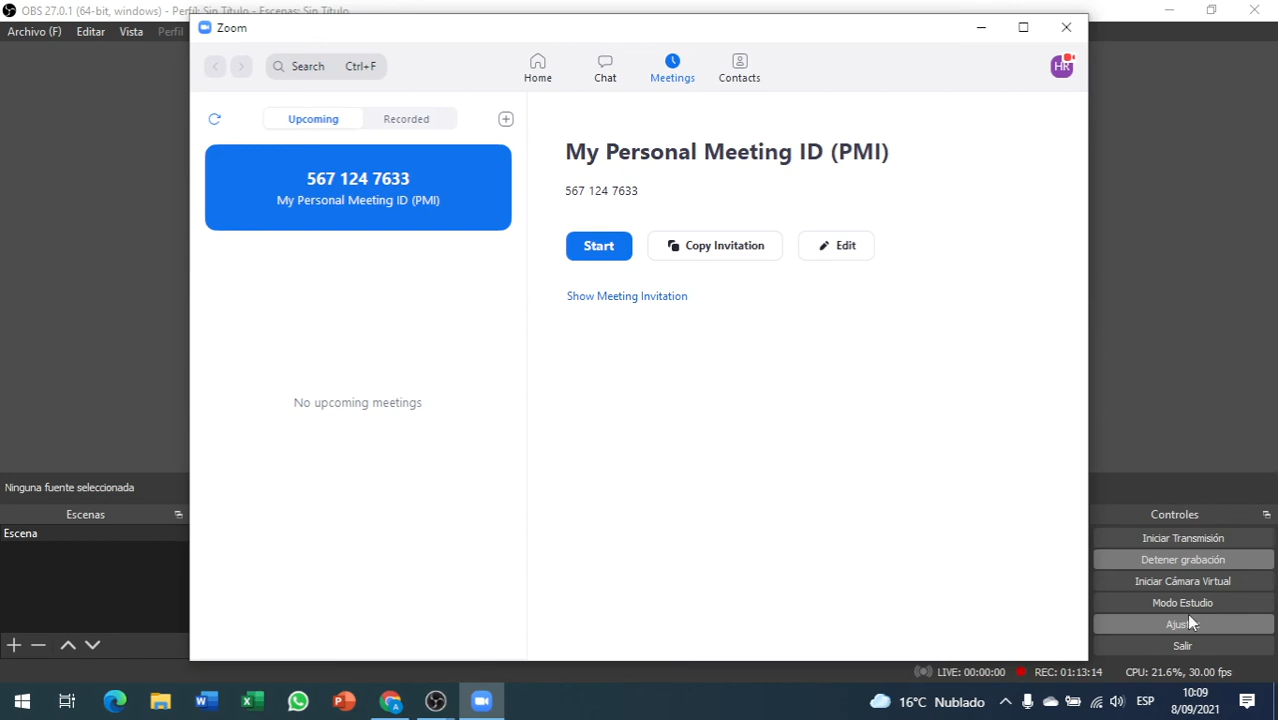 OBS 27.0.1 (64-bit, windows) - Perfil: Sin Título - Escenas: Sin Título
Archivo (F) Editar Vista Perfil
Zoom
Search Ctrl+F
Home Chat Meetings Contacts
HR
Upcoming Recorded
567 124 7633
My Personal Meeting ID (PMI)
No upcoming meetings
My Personal Meeting ID (PMI)
567 124 7633
Start Copy Invitation Edit
Show Meeting Invitation
Ninguna fuente seleccionada
Escenas
Escena
Controles
Iniciar Transmisión
Detener grabación
Iniciar Cámara Virtual
Modo Estudio
Ajustes
Salir
LIVE: 00:00:00 REC: 01:13:14 CPU: 21.6%, 30.00 fps
16°C Nublado ESP 10:09
8/09/2021